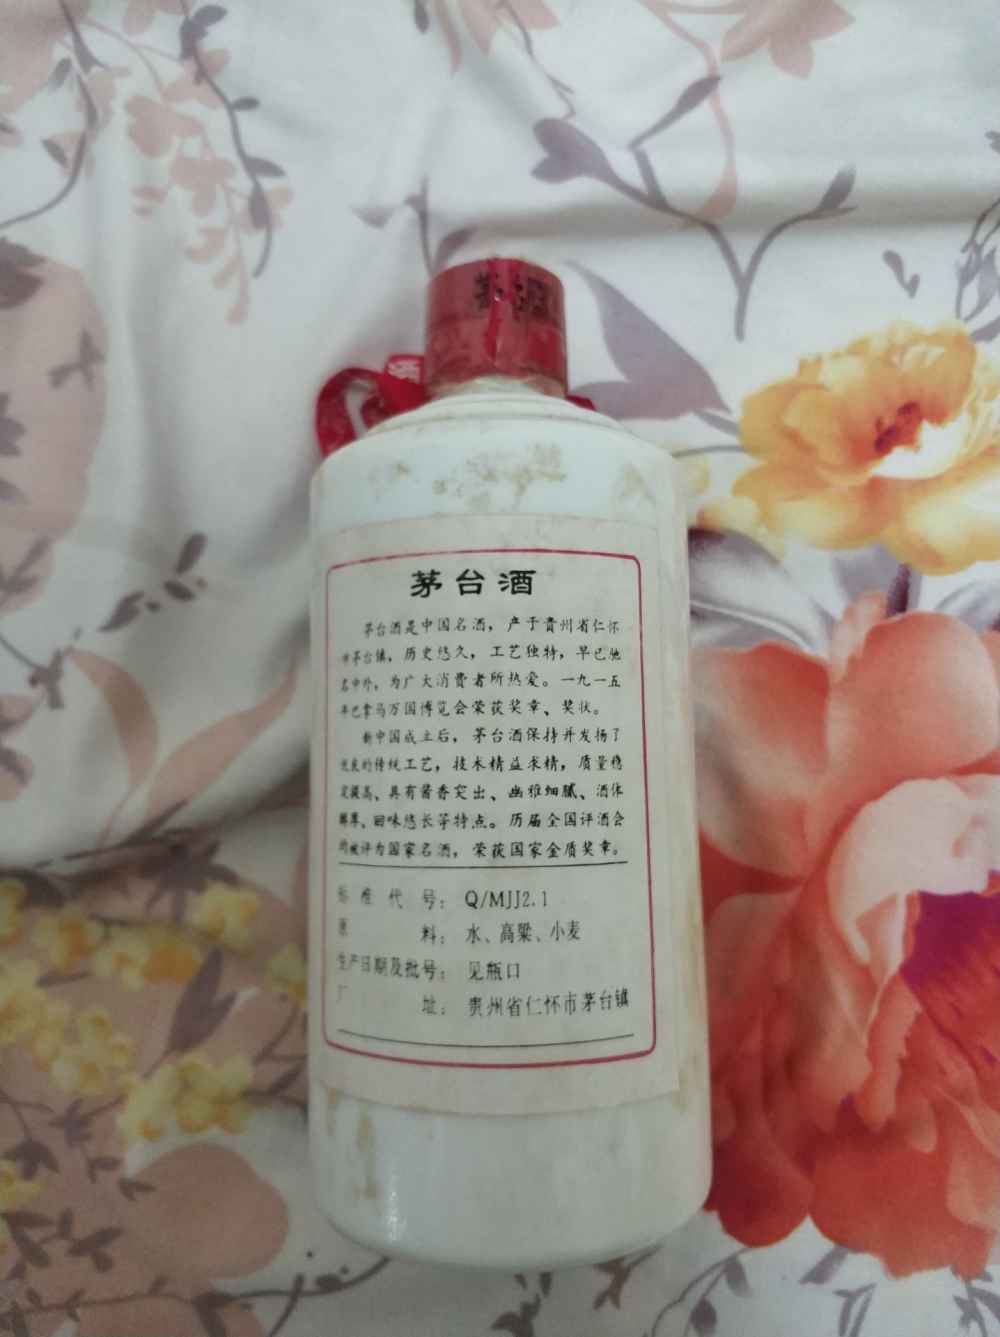 茅 酒
酒
茅台酒
茅台酒是中国名酒，产于贵州省仁怀
市茅台镇，历史悠久，工艺独特，早已驰
名中外，为广大消费者所热爱。一九一五
年巴拿马万国博览会荣获奖章、奖状。
新中国成立后，茅台酒保持并发扬了
优良的传统工艺，技术精益求精，质量稳
定提高、具有酱香突出、幽雅细腻、酒体
醇厚、回味悠长等特点。历届全国评酒会
均被评为国家名酒，荣获国家金质奖章。
标准代号：Q/MJJ2.1
原料：水、高粱、小麦
生产日期及批号：见瓶口
厂址：贵州省仁怀市茅台镇